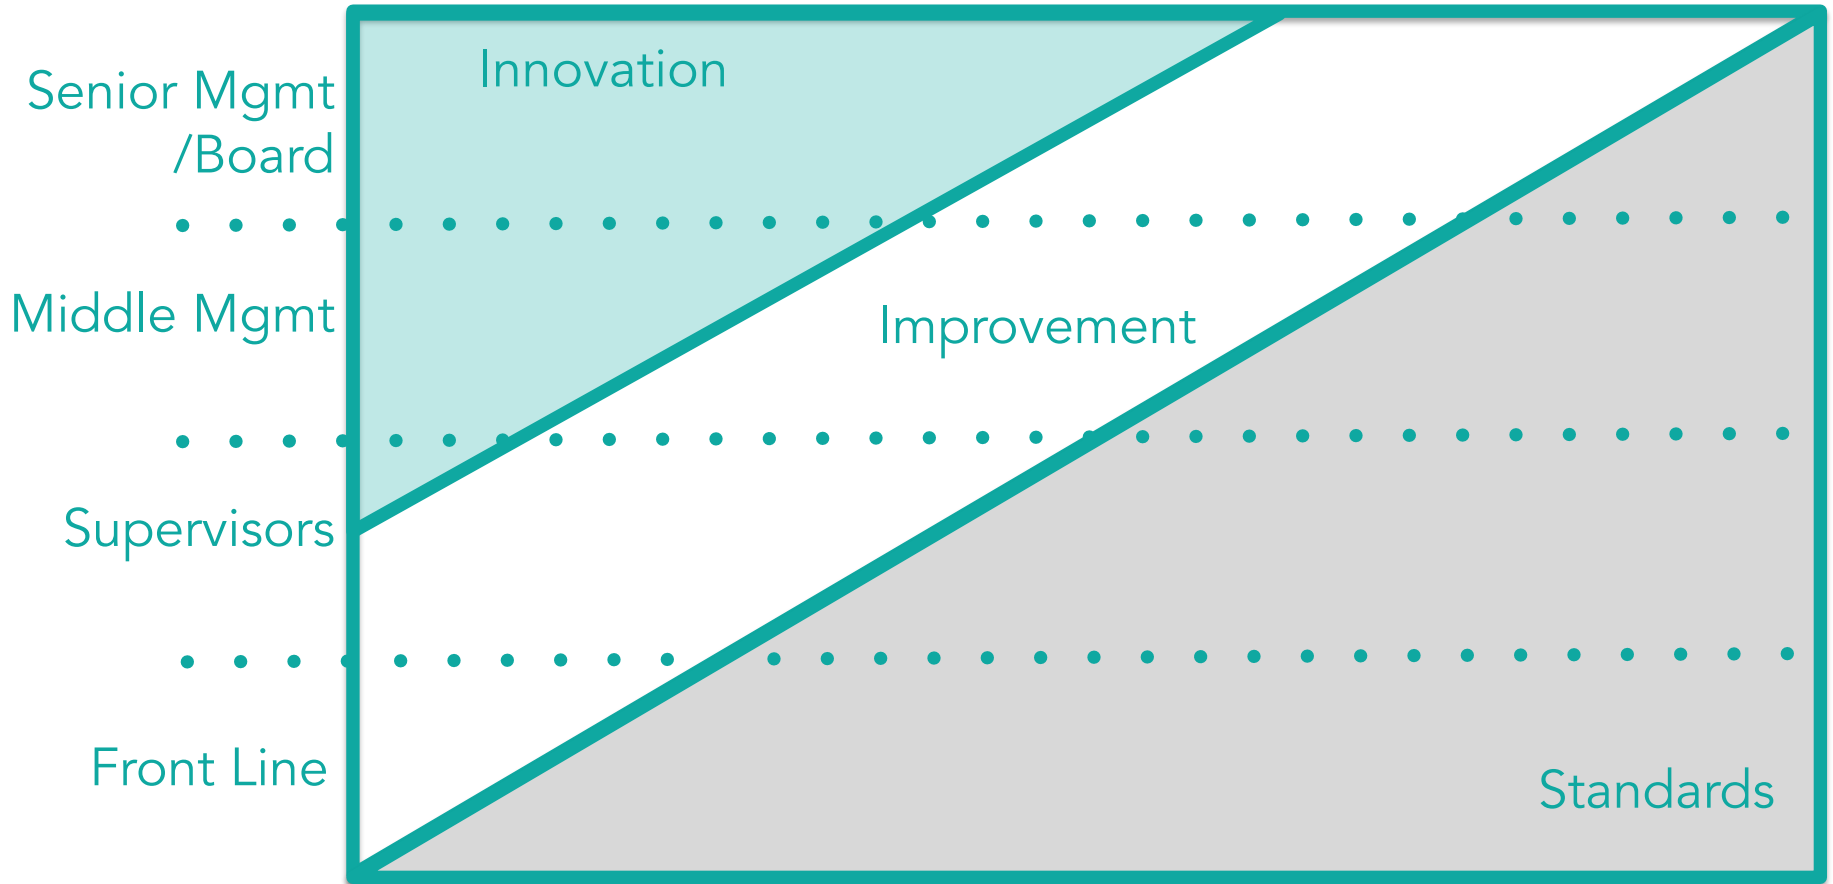 Innovation
Senior Mgmt
/Board
Middle Mgmt
Improvement
Supervisors
Front Line
Standards